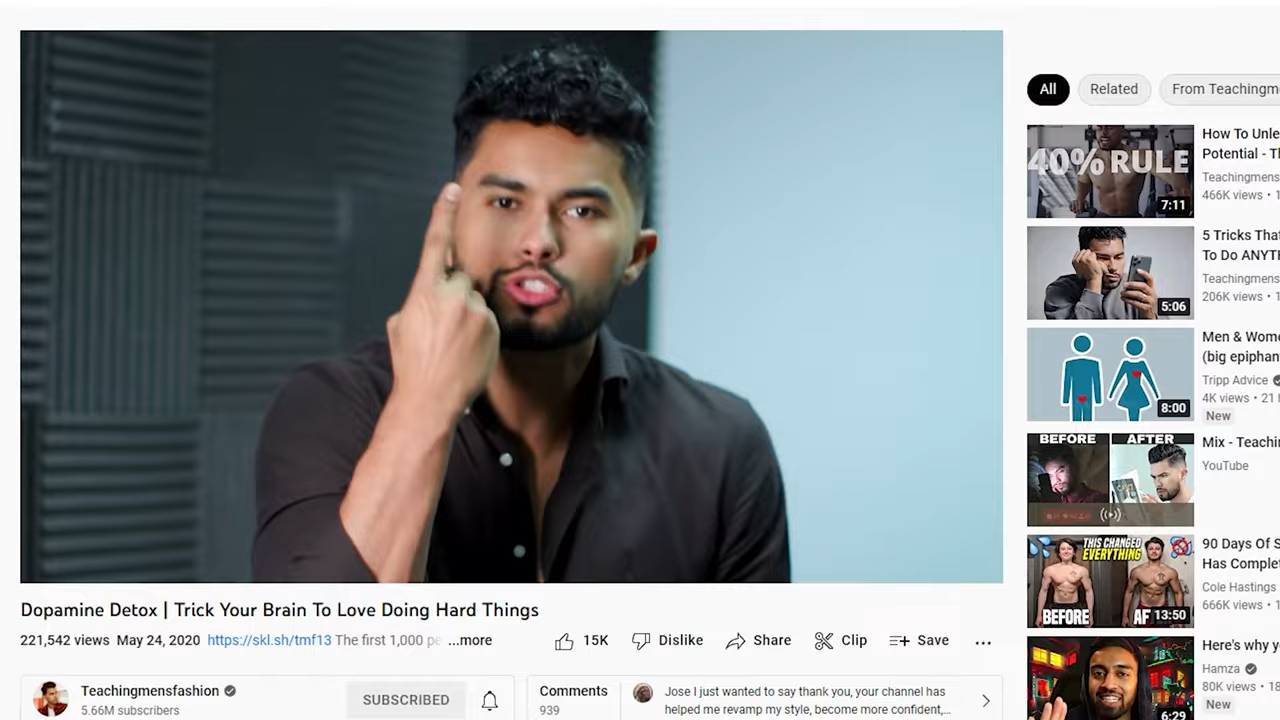 All
Related
From Teachingm
40% RULE
7:11
How To Unle
Potential - T
Teachingmens
466K views • 1
5:06
5 Tricks That
To Do ANYTH
Teachingmens
206K views • 1
8:00
Men & Wome
(big epiphan
Tripp Advice
4K views • 21
New
BEFORE AFTER
Mix - Teachin
YouTube
THIS CHANGED
EVERYTHING
BEFORE AF
13:50
90 Days Of S
Has Complet
Cole Hastings
666K views • 1
6:29
Here's why y
Hamza
80K views • 18
New
Dopamine Detox | Trick Your Brain To Love Doing Hard Things
221,542 views May 24, 2020 https://skl.sh/tmf13 The first 1,000 pe ...more
15K Dislike Share Clip Save
Teachingmensfashion
5.66M subscribers
SUBSCRIBED
Comments
939
Jose I just wanted to say thank you, your channel has
helped me revamp my style, become more confident,...